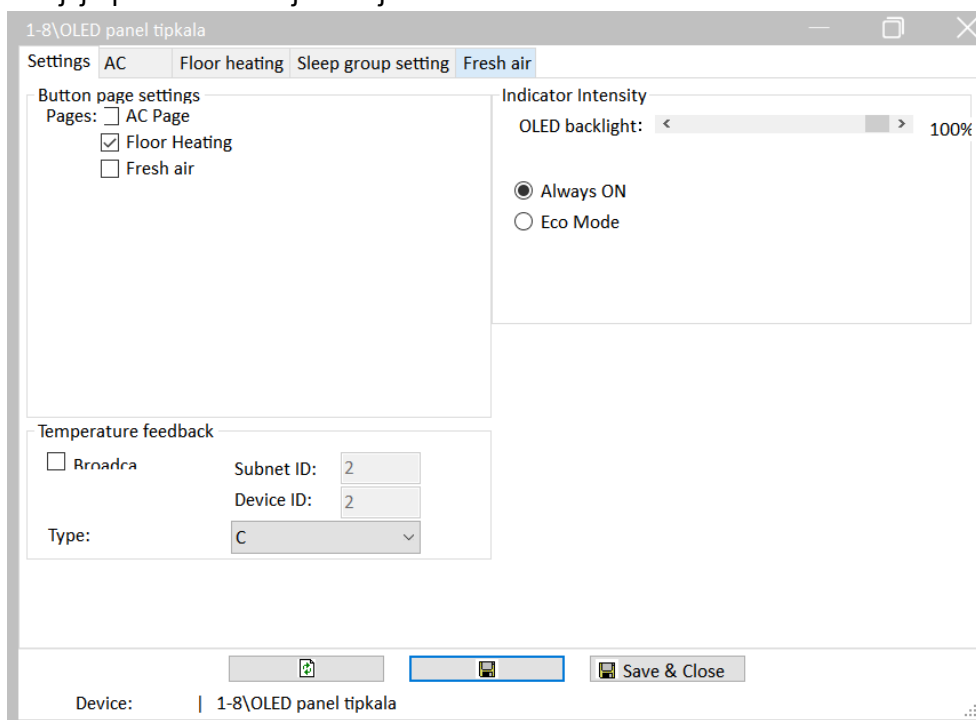 1-8\OLED panel tipkala
Settings AC Floor heating Sleep group setting Fresh air
Button page settings
Pages: AC Page
Floor Heating
Fresh air
Indicator Intensity
OLED backlight: 100%
Always ON
Eco Mode
Temperature feedback
Broadca
Subnet ID: 2
Device ID: 2
Type: C
Save & Close
Device: | 1-8\OLED panel tipkala